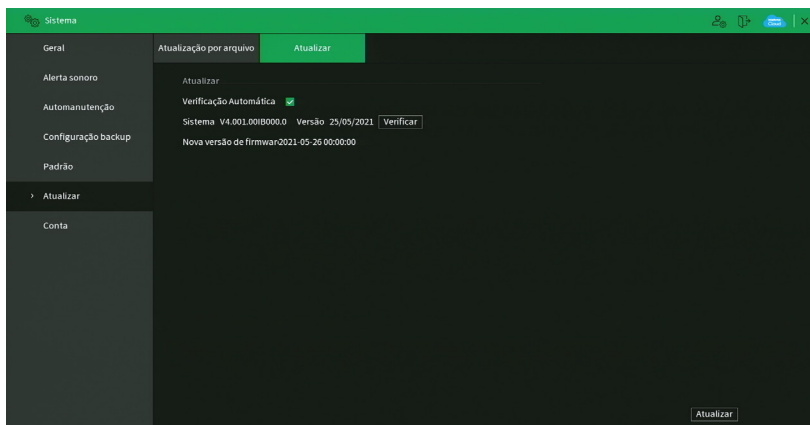 Sistema
Geral
Alerta sonoro
Automanutenção
Configuração backup
Padrão
Atualizar
Conta
Atualização por arquivo
Atualizar
Atualizar
Verificação Automática
Sistema V4.001.00IB000.0 Versão 25/05/2021 Verificar
Nova versão de firmwar 2021-05-26 00:00:00
Atualizar